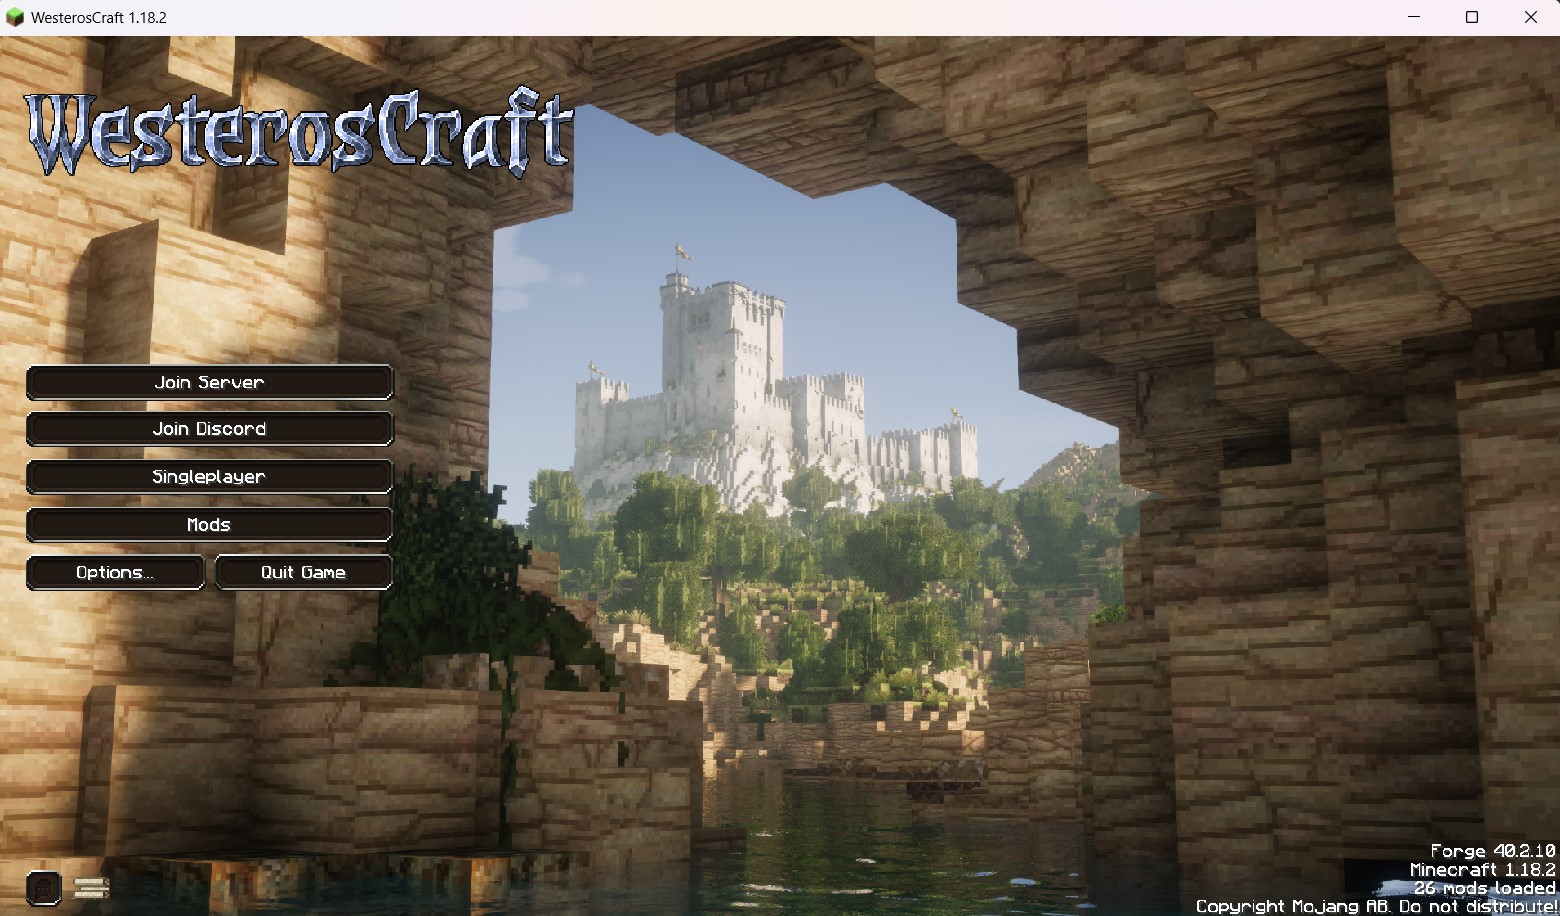 WesterosCraft 1.18.2
WesterosCraft
Join Server
Join Discord
Singleplayer
Mods
Options...
Quit Game
Forge 40.2.10
Minecraft 1.18.2
26 mods loaded
Copyright Mojang AB. Do not distribute!